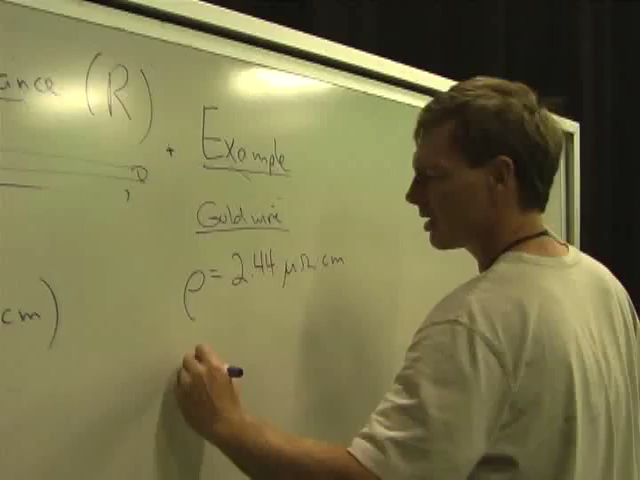 ance (R)
Example
Gold wire
ρ = 2.44 μΩ cm
cm)